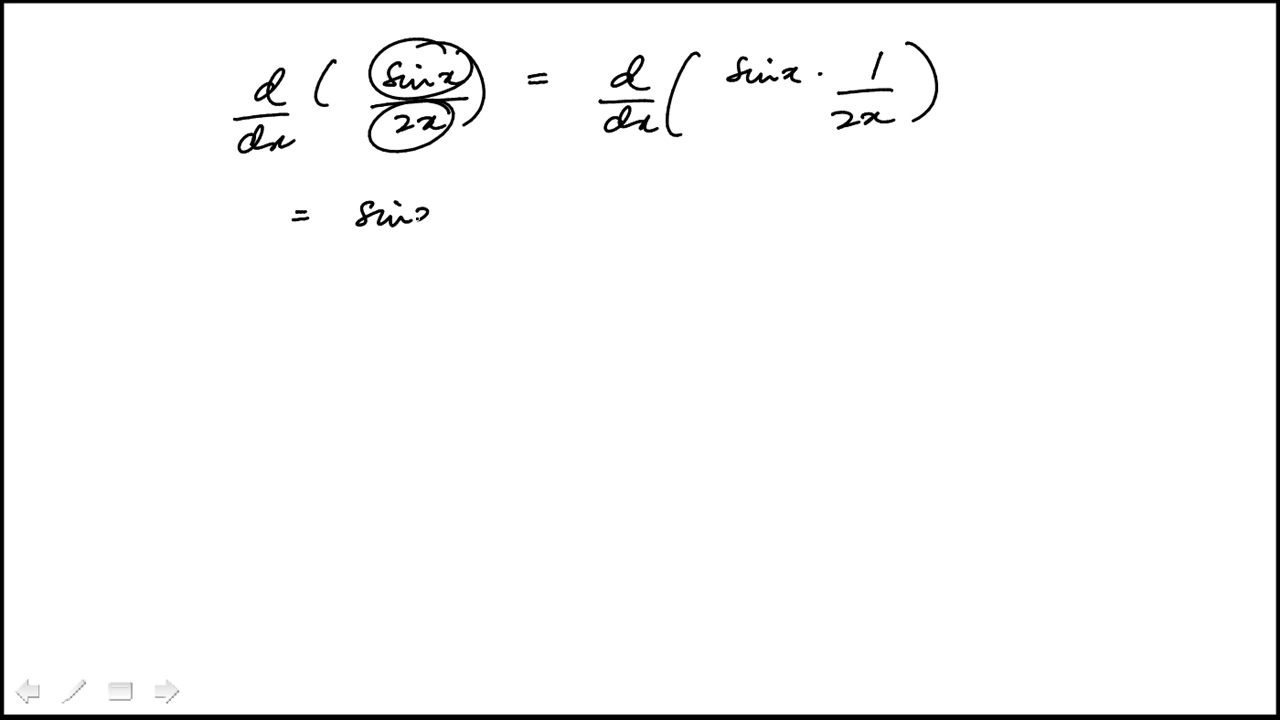 d/dx ( sin x / 2x ) = d/dx ( sin x · 1/2x )
= sin